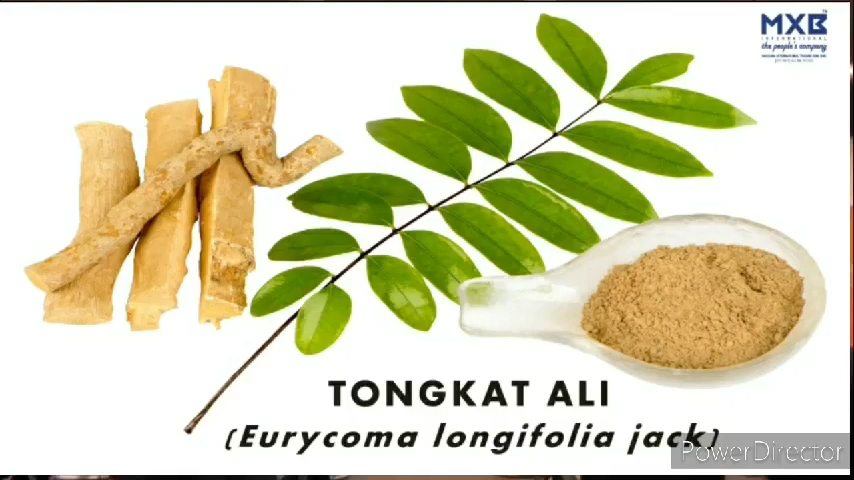 MXB
INTERNATIONAL
the people's company
TONGKAT ALI
(Eurycoma longifolia jack)
PowerDirector